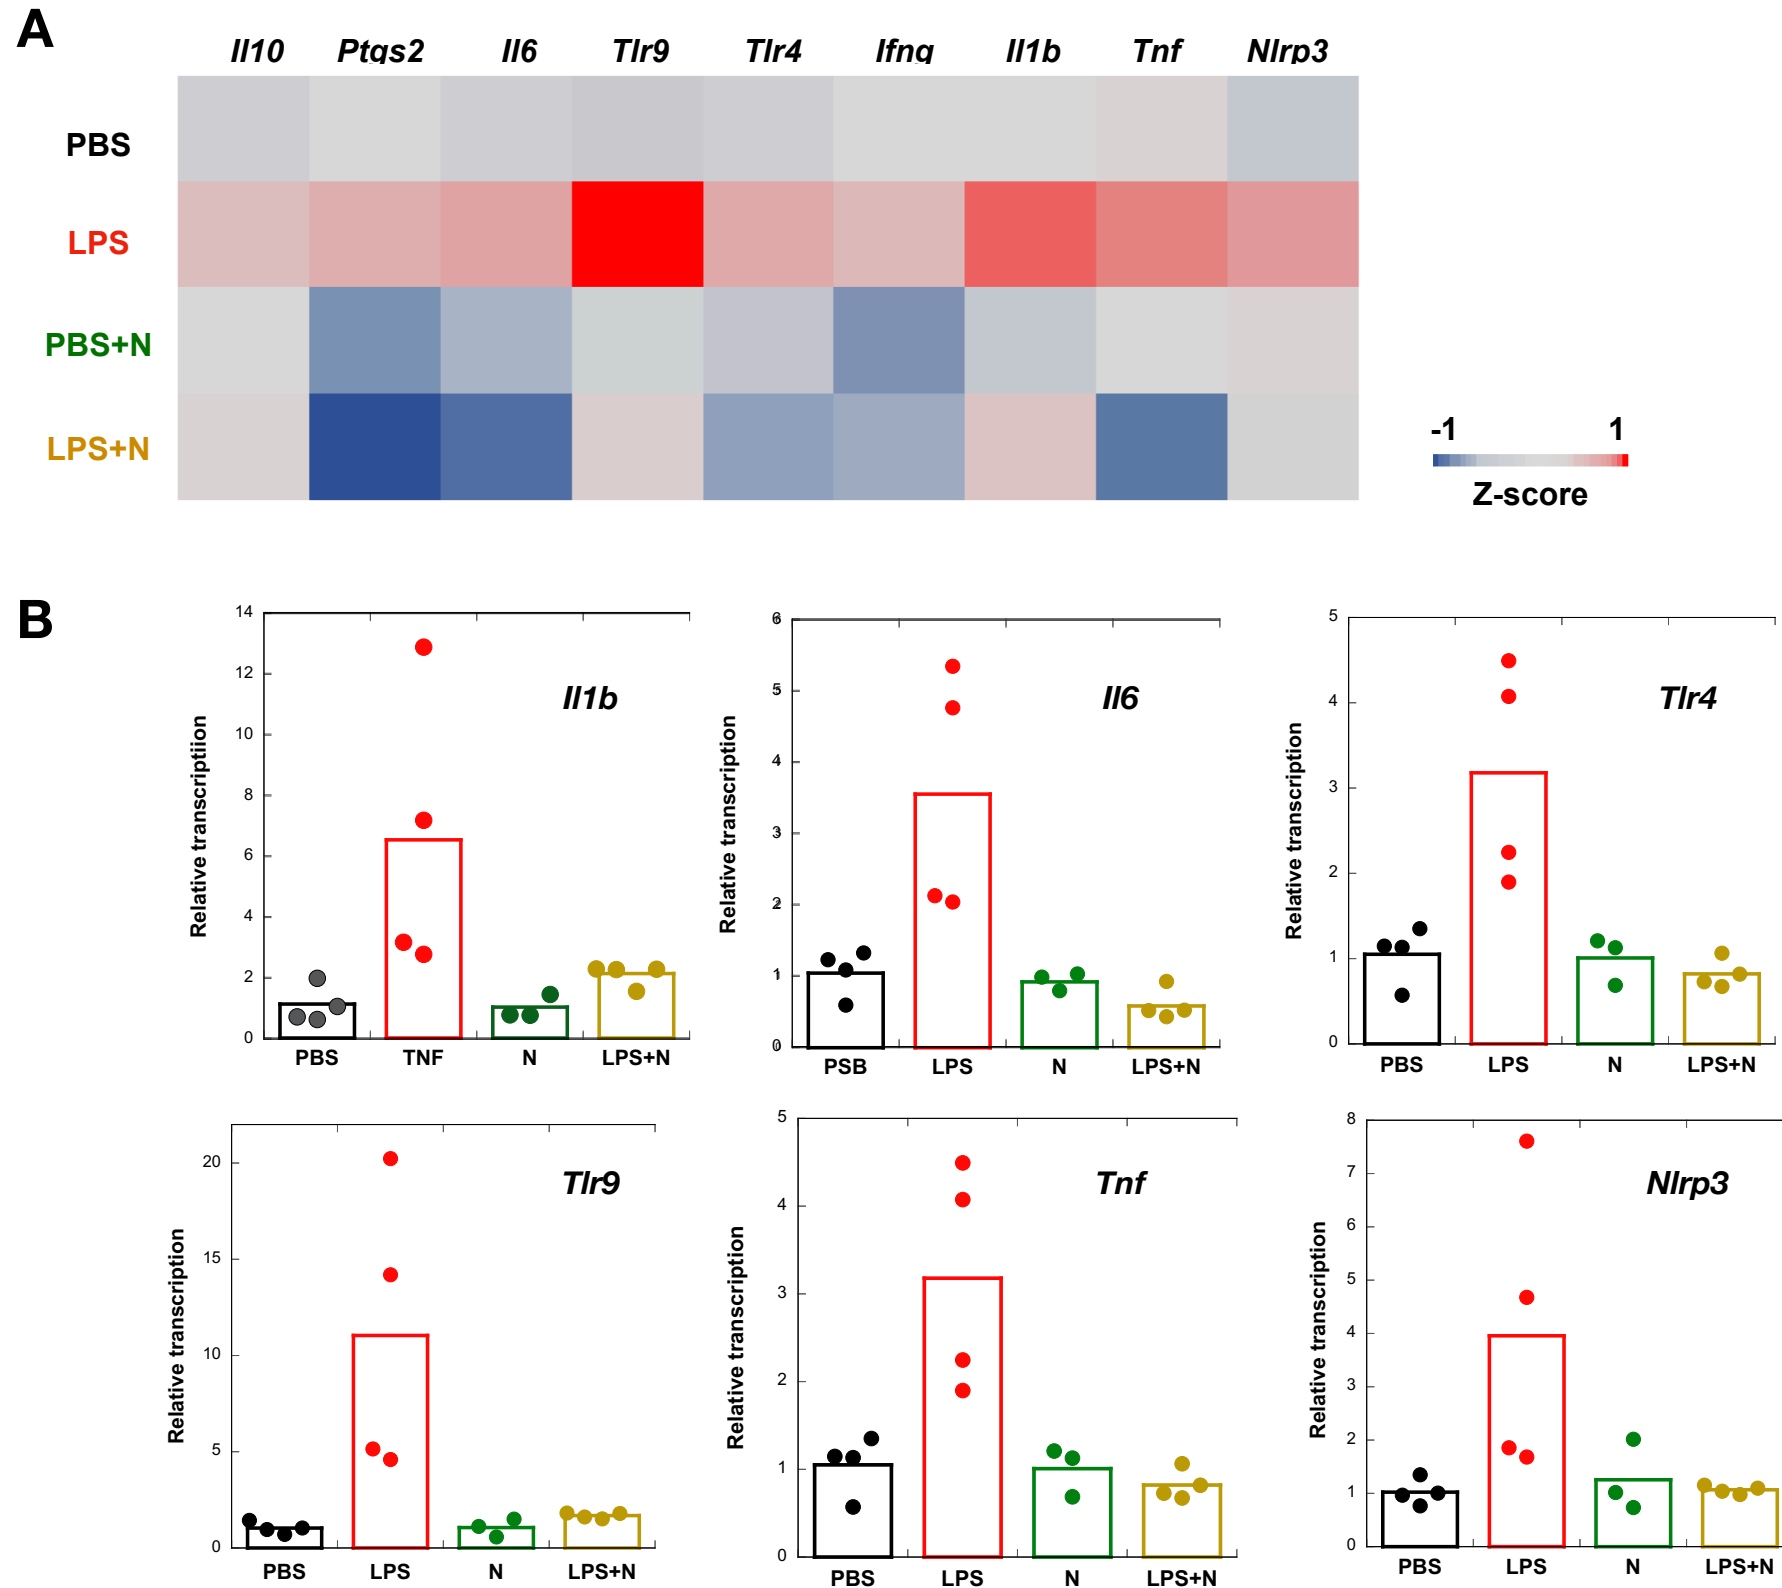 A
Il10 Ptgs2 Il6 Tlr9 Tlr4 Ifng Il1b Tnf Nlrp3
PBS
LPS
PBS+N
LPS+N
-1 1
Z-score
B
14
12
10
8
6
4
2
0
Relative transcriptiion
Il1b
PBS TNF N LPS+N
6
5
4
3
2
1
0
Relative transcription
Il6
PSB LPS N LPS+N
5
4
3
2
1
0
Relative transcription
Tlr4
PBS LPS N LPS+N
20
15
10
5
0
Relative transcription
Tlr9
PBS LPS N LPS+N
5
4
3
2
1
0
Relative transcription
Tnf
PBS LPS N LPS+N
8
7
6
5
4
3
2
1
0
Relative transcription
Nlrp3
PBS LPS N LPS+N